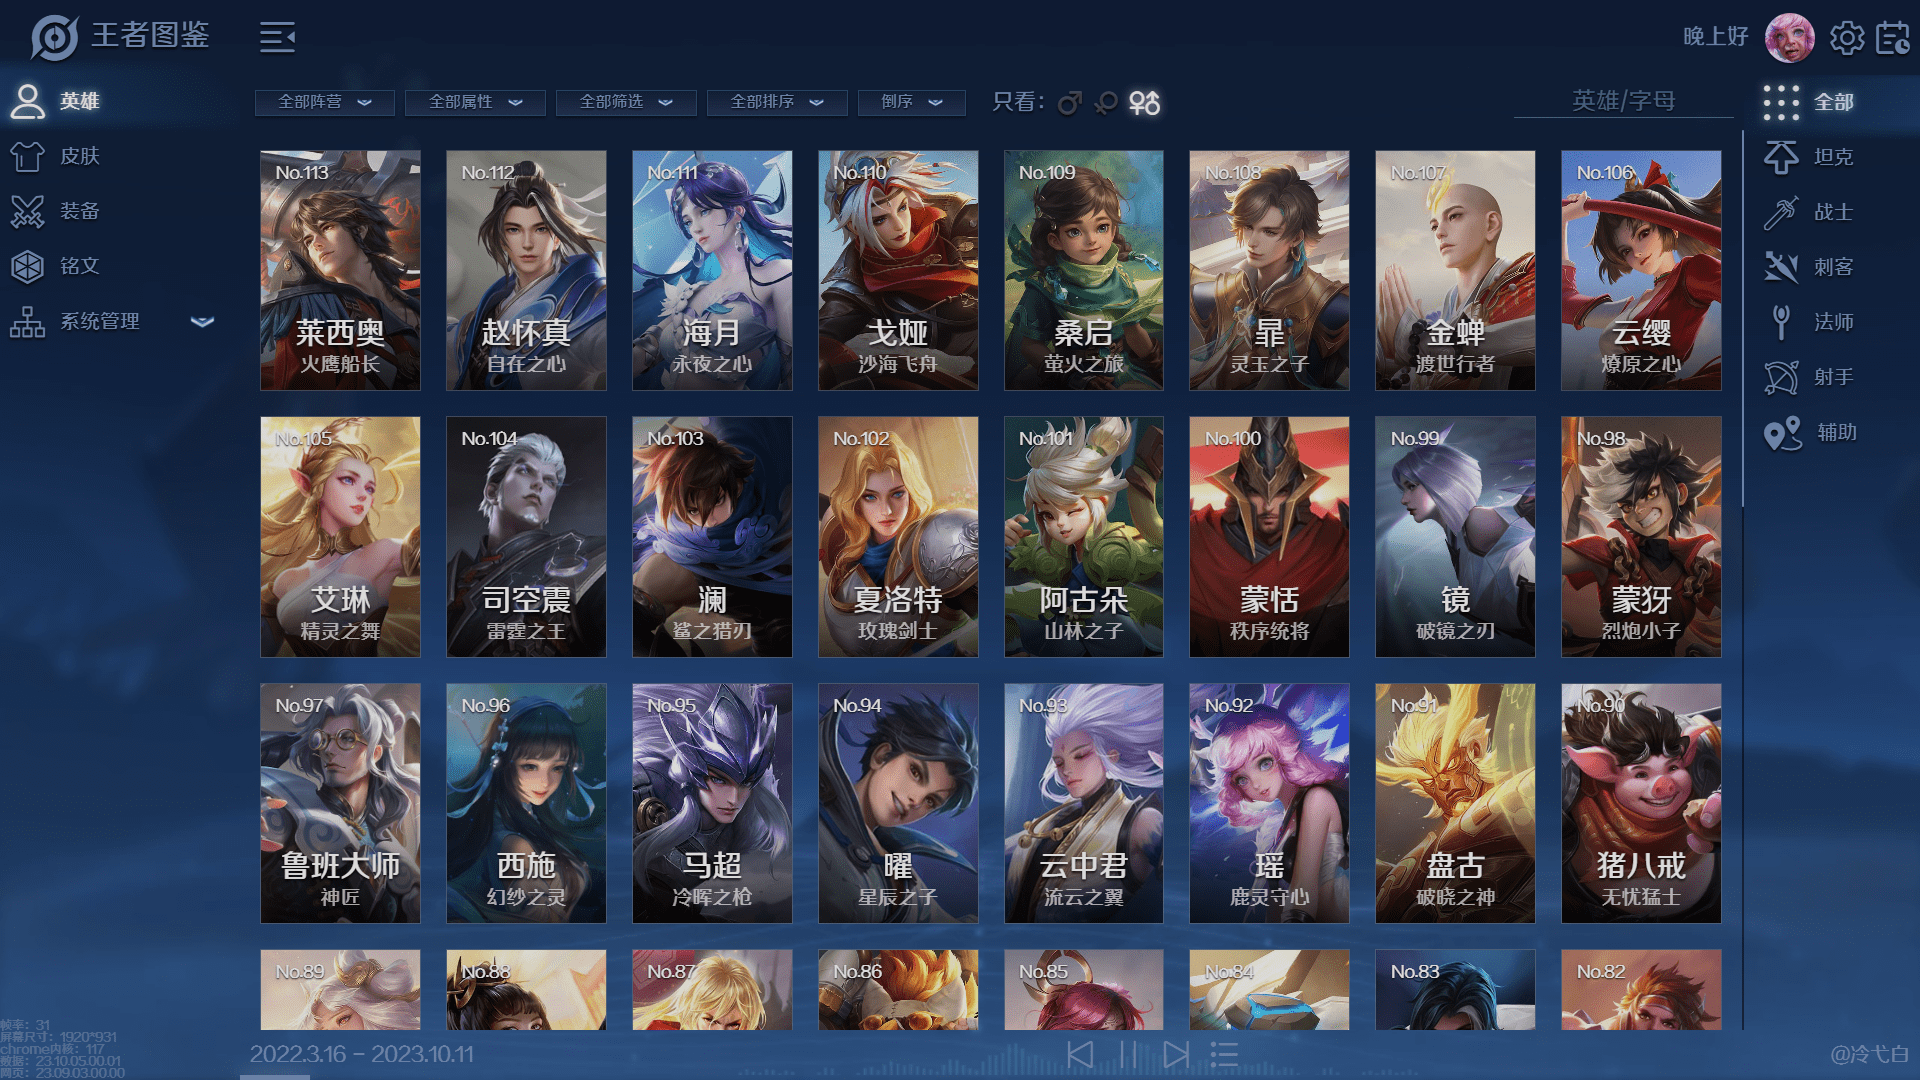 王者图鉴
晚上好
英雄
皮肤
装备
铭文
系统管理
全部阵营
全部属性
全部筛选
全部排序
倒序
只看：
英雄/字母
全部
坦克
战士
刺客
法师
射手
辅助
No.113
莱西奥
火鹰船长
No.112
赵怀真
自在之心
No.111
海月
永夜之心
No.110
戈娅
沙海飞舟
No.109
桑启
萤火之旅
No.108
暃
灵玉之子
No.107
金蝉
渡世行者
No.106
云缨
燎原之心
No.105
艾琳
精灵之舞
No.104
司空震
雷霆之王
No.103
澜
鲨之猎刃
No.102
夏洛特
玫瑰剑士
No.101
阿古朵
山林之子
No.100
蒙恬
秩序统将
No.99
镜
破镜之刃
No.98
蒙犽
烈炮小子
No.97
鲁班大师
神匠
No.96
西施
幻纱之灵
No.95
马超
冷晖之枪
No.94
曜
星辰之子
No.93
云中君
流云之翼
No.92
瑶
鹿灵守心
No.91
盘古
破晓之神
No.90
猪八戒
无忧猛士
No.89
No.88
No.87
No.86
No.85
No.84
No.83
No.82
帧率：31
屏幕尺寸：1920*931
chrome内核：117
数据：23.10.05.00.01
网页：23.09.03.00.00
2022.3.16 - 2023.10.11
@冷弋白